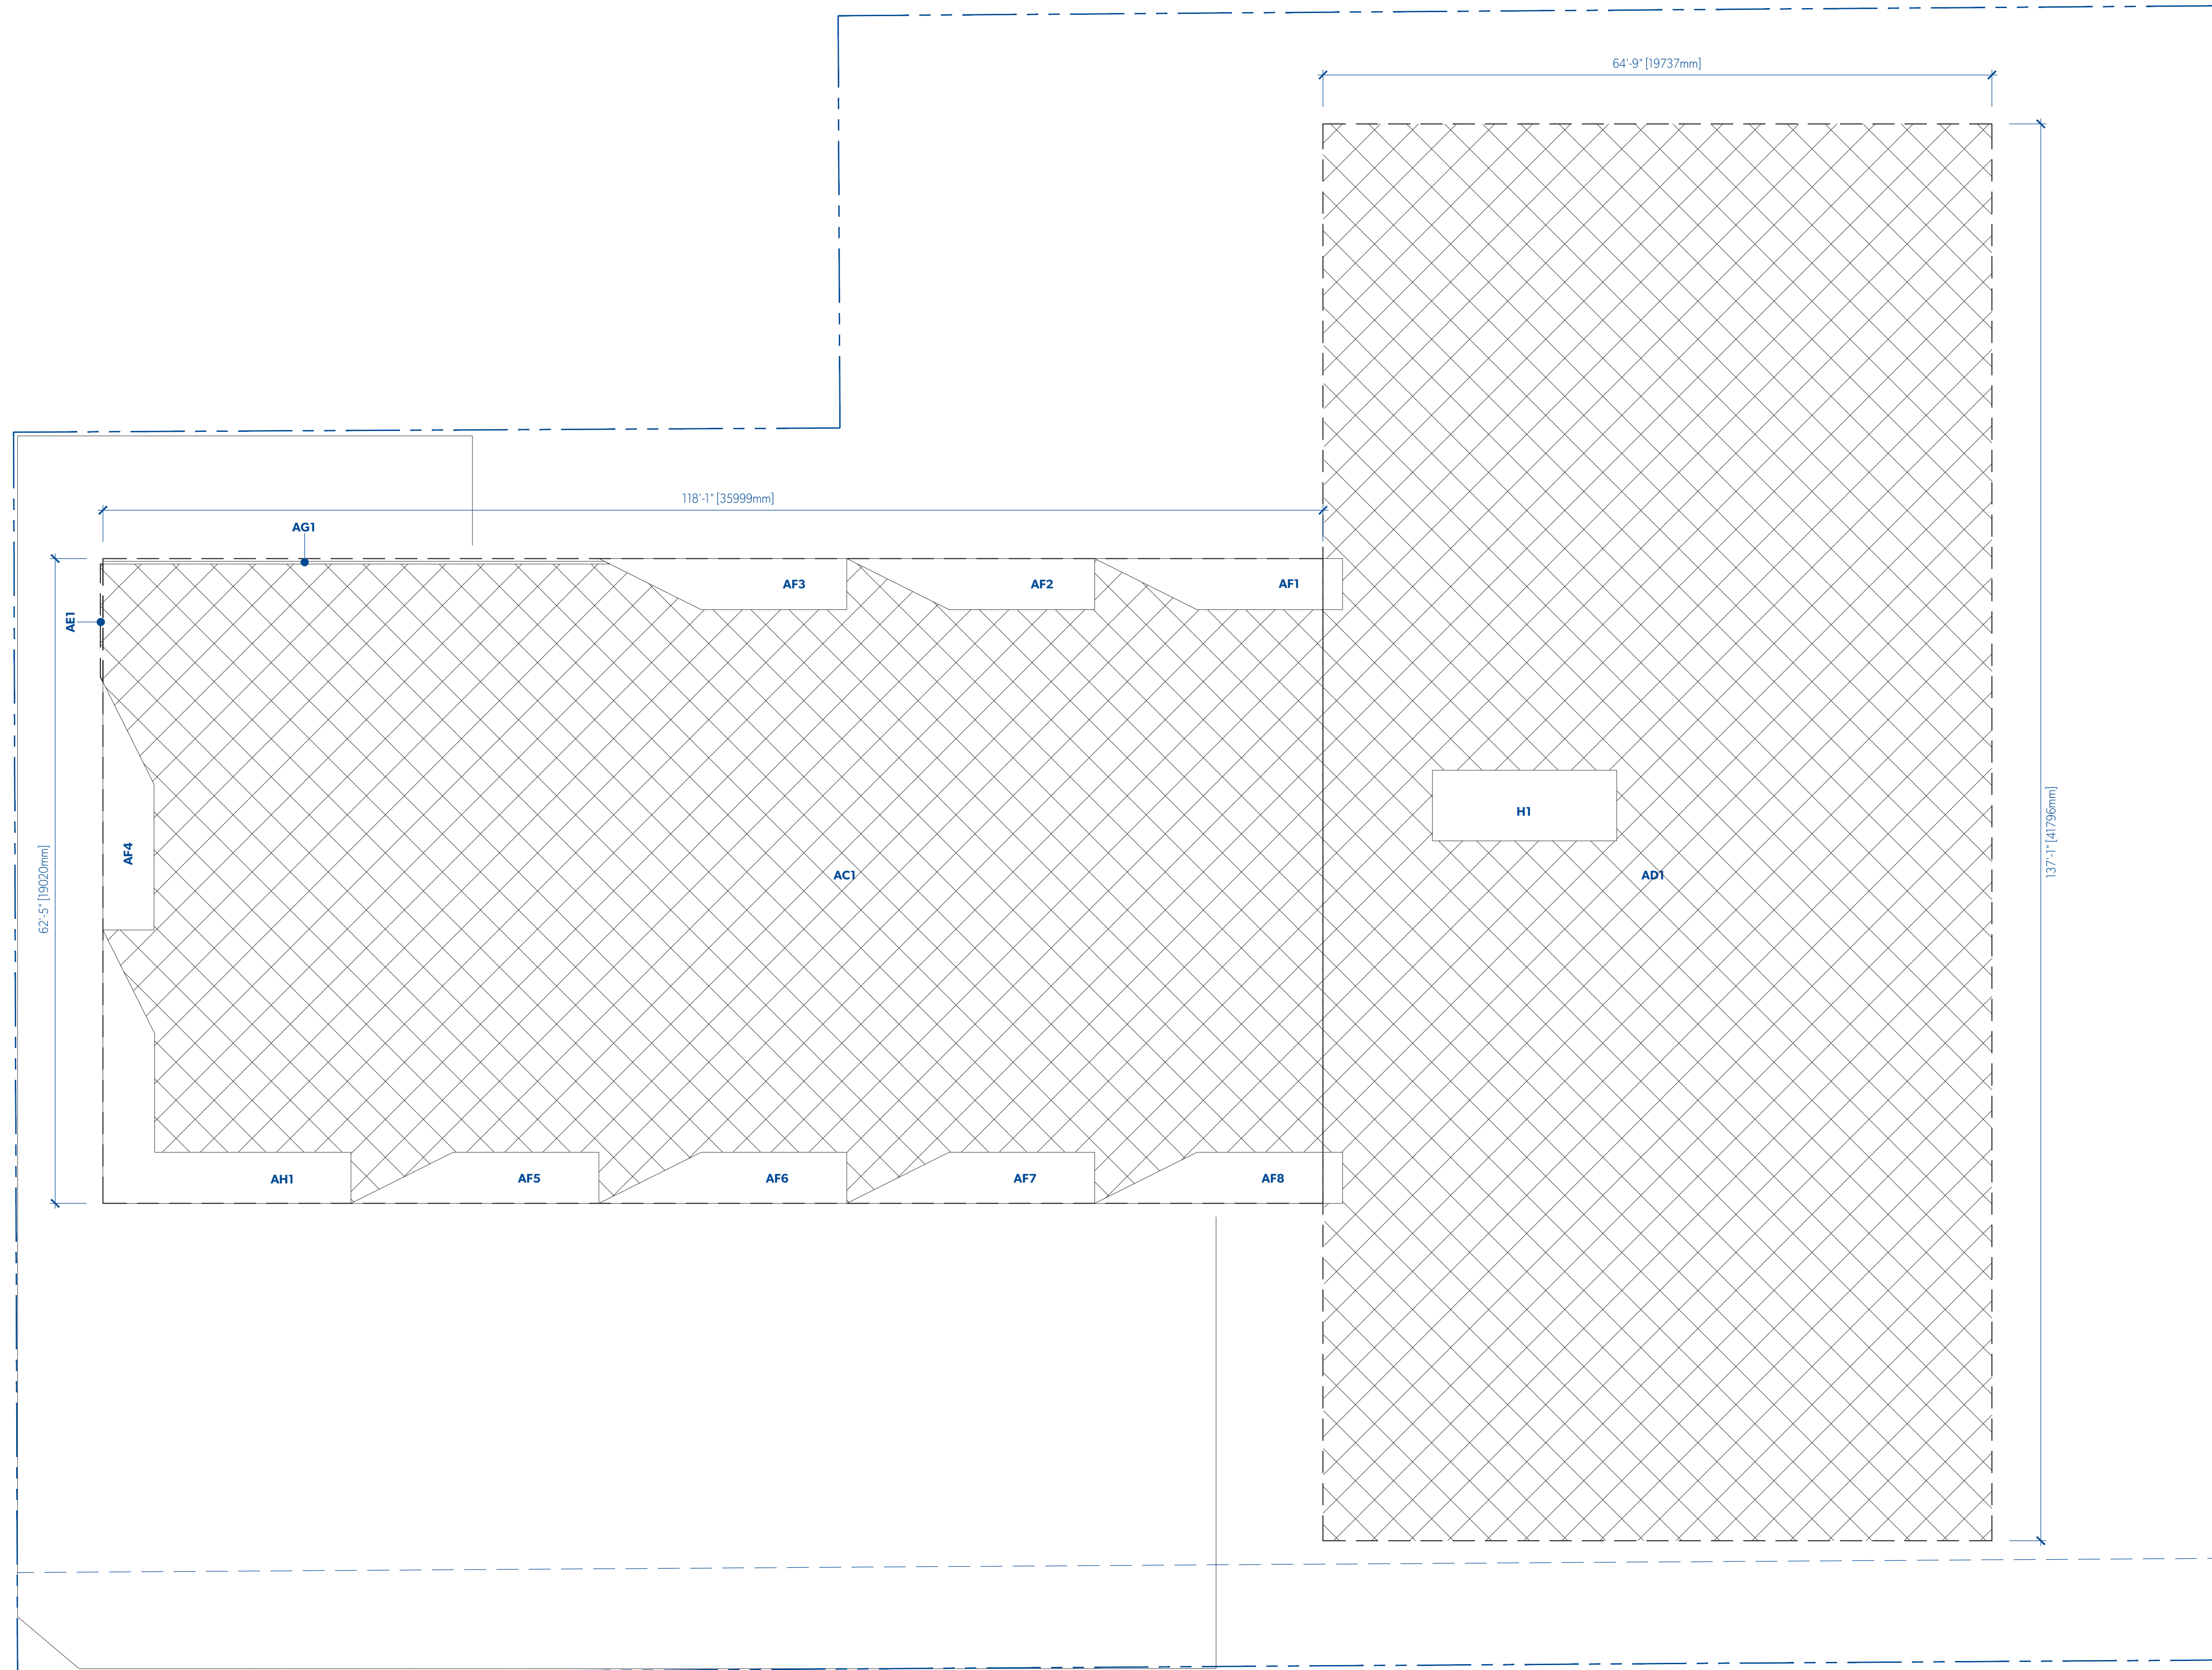 64'-9" [19737mm]
118'-1" [35999mm]
AG1
AE1
AF3
AF2
AF1
H1
AF4
AC1
AD1
62'-5" [19020mm]
137'-1" [41796mm]
AH1
AF5
AF6
AF7
AF8